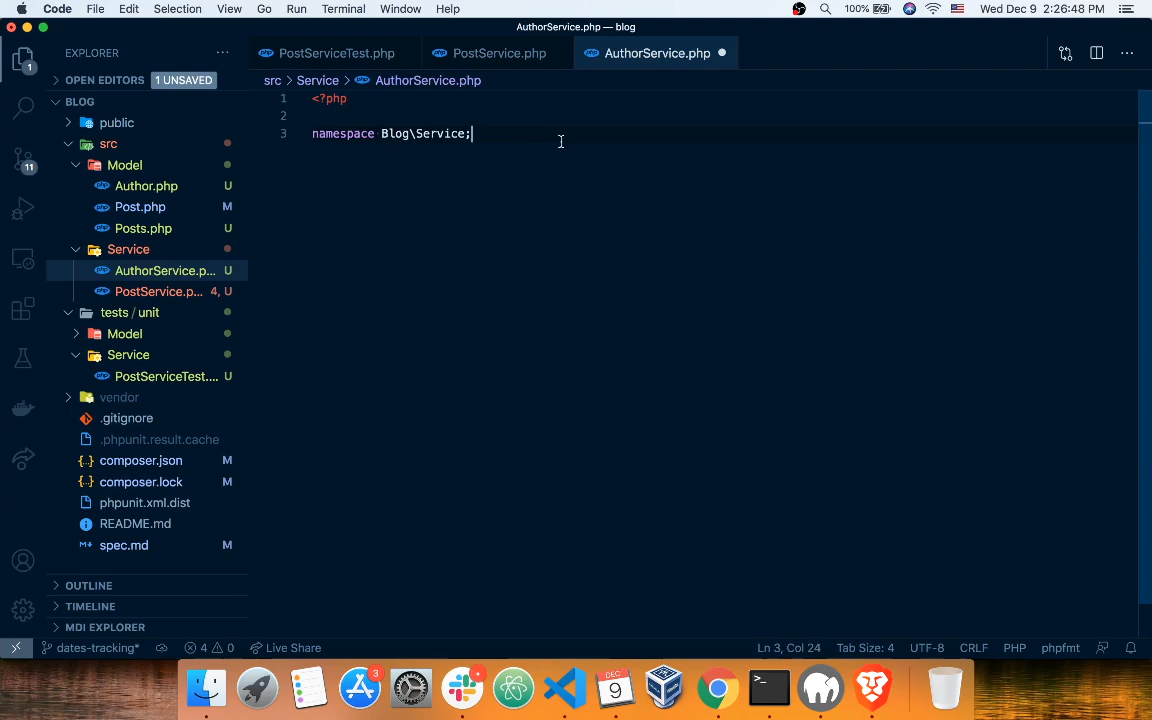 Code File Edit Selection View Go Run Terminal Window Help 100% Wed Dec 9 2:26:48 PM
AuthorService.php — blog
EXPLORER
PostServiceTest.php
PostService.php
AuthorService.php
OPEN EDITORS 1 UNSAVED
src > Service > AuthorService.php
BLOG
public
src
Model
Author.php U
Post.php M
Posts.php U
Service
AuthorService.p... U
PostService.p... 4, U
tests / unit
Model
Service
PostServiceTest.... U
vendor
.gitignore
.phpunit.result.cache
composer.json M
composer.lock M
phpunit.xml.dist
README.md
spec.md M
OUTLINE
TIMELINE
MDI EXPLORER
1
11
1 <?php
2
3 namespace Blog\Service;
dates-tracking* 4 0 Live Share Ln 3, Col 24 Tab Size: 4 UTF-8 CRLF PHP phpfmt
3
DEC
9